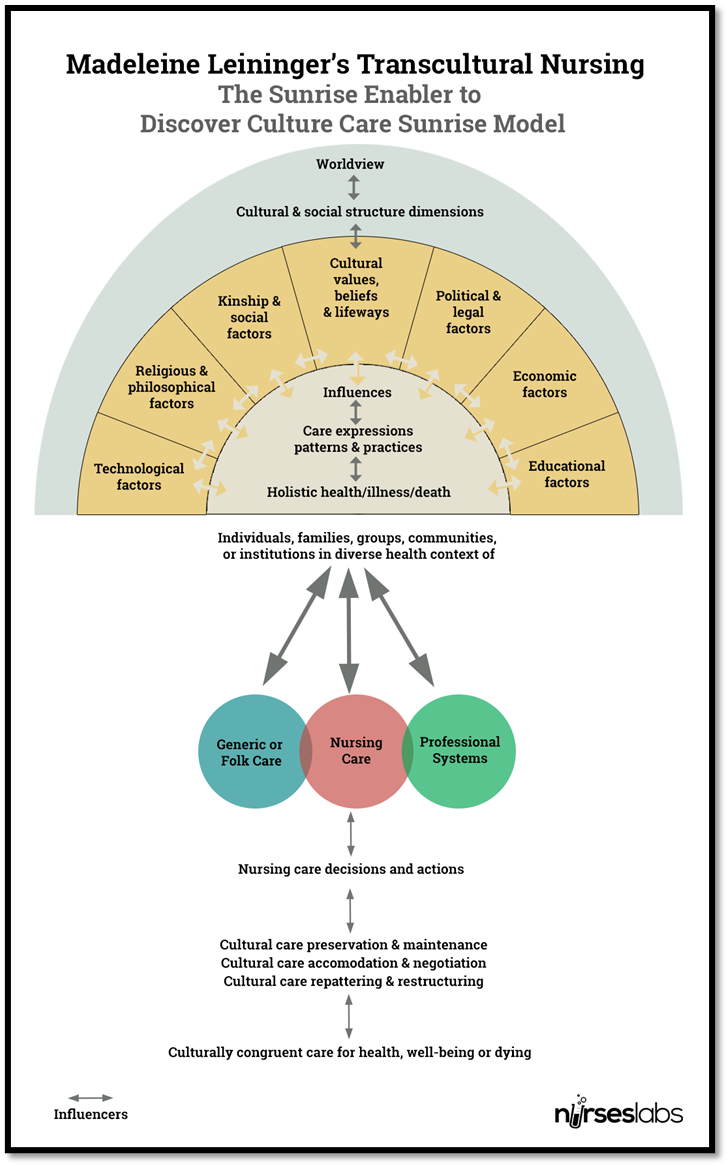 Madeleine Leininger's Transcultural Nursing
The Sunrise Enabler to
Discover Culture Care Sunrise Model
Worldview
Cultural & social structure dimensions
Cultural
values,
beliefs
& lifeways
Kinship &
social
factors
Political &
legal
factors
Religious &
philosophical
factors
Economic
factors
Technological
factors
Educational
factors
Influences
Care expressions
patterns & practices
Holistic health/illness/death
Individuals, families, groups, communities,
or institutions in diverse health context of
Generic or
Folk Care
Nursing
Care
Professional
Systems
Nursing care decisions and actions
Cultural care preservation & maintenance
Cultural care accomodation & negotiation
Cultural care repattering & restructuring
Culturally congruent care for health, well-being or dying
Influencers
nurseslabs